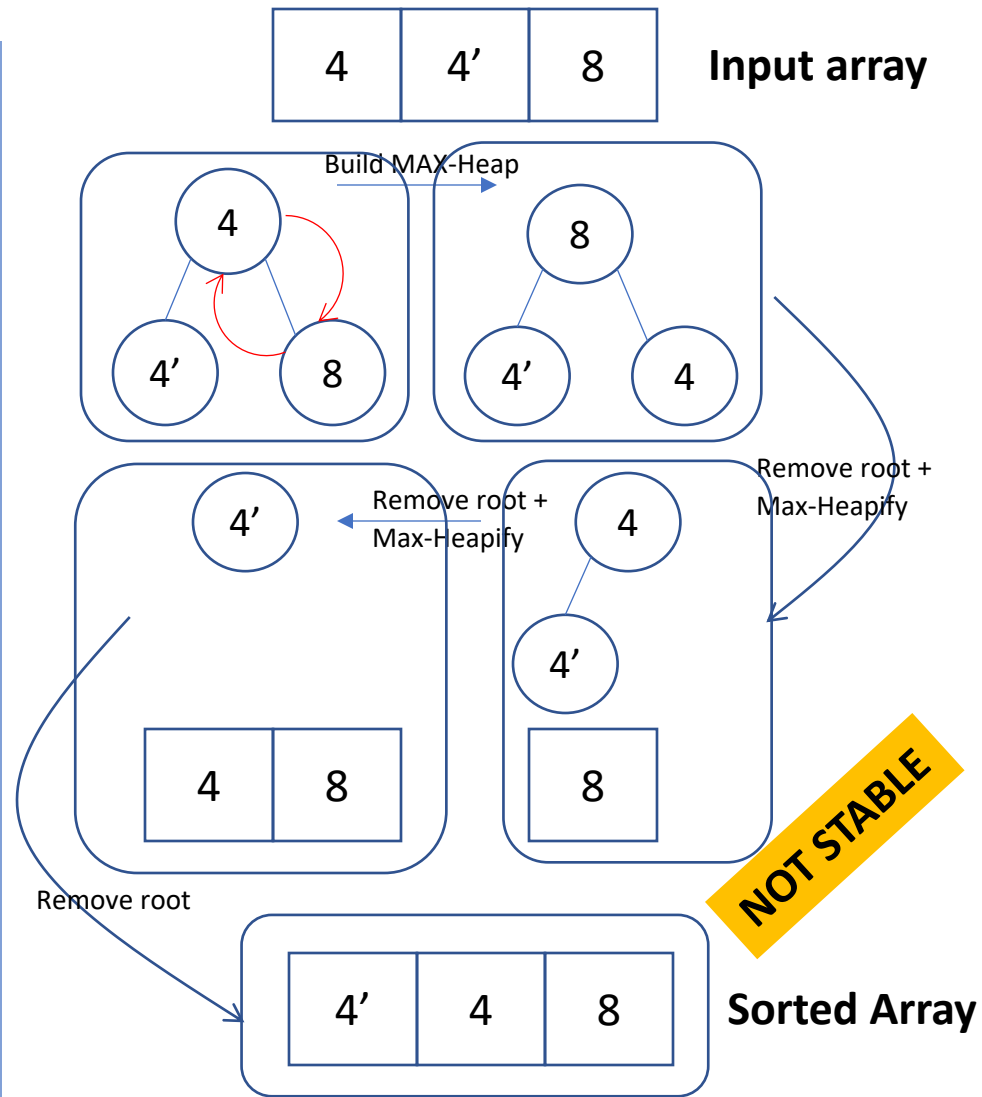 4 4’ 8 Input array
Build MAX-Heap
4
8
4’ 8
4’ 4
Remove root +
Max-Heapify
4
4’
8
Remove root +
Max-Heapify
4’
4 8
NOT STABLE
Remove root
4’ 4 8 Sorted Array